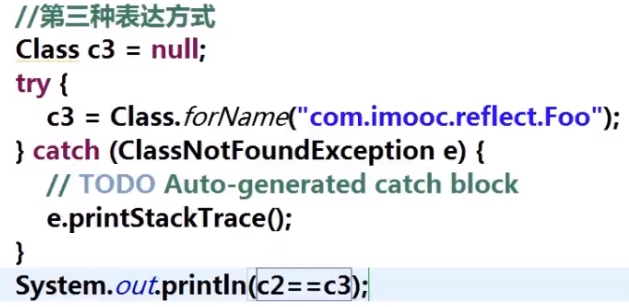 //第三种表达方式
Class c3 = null;
try {
c3 = Class.forName("com.imooc.reflect.Foo");
} catch (ClassNotFoundException e) {
// TODO Auto-generated catch block
e.printStackTrace();
}
System.out.println(c2==c3);